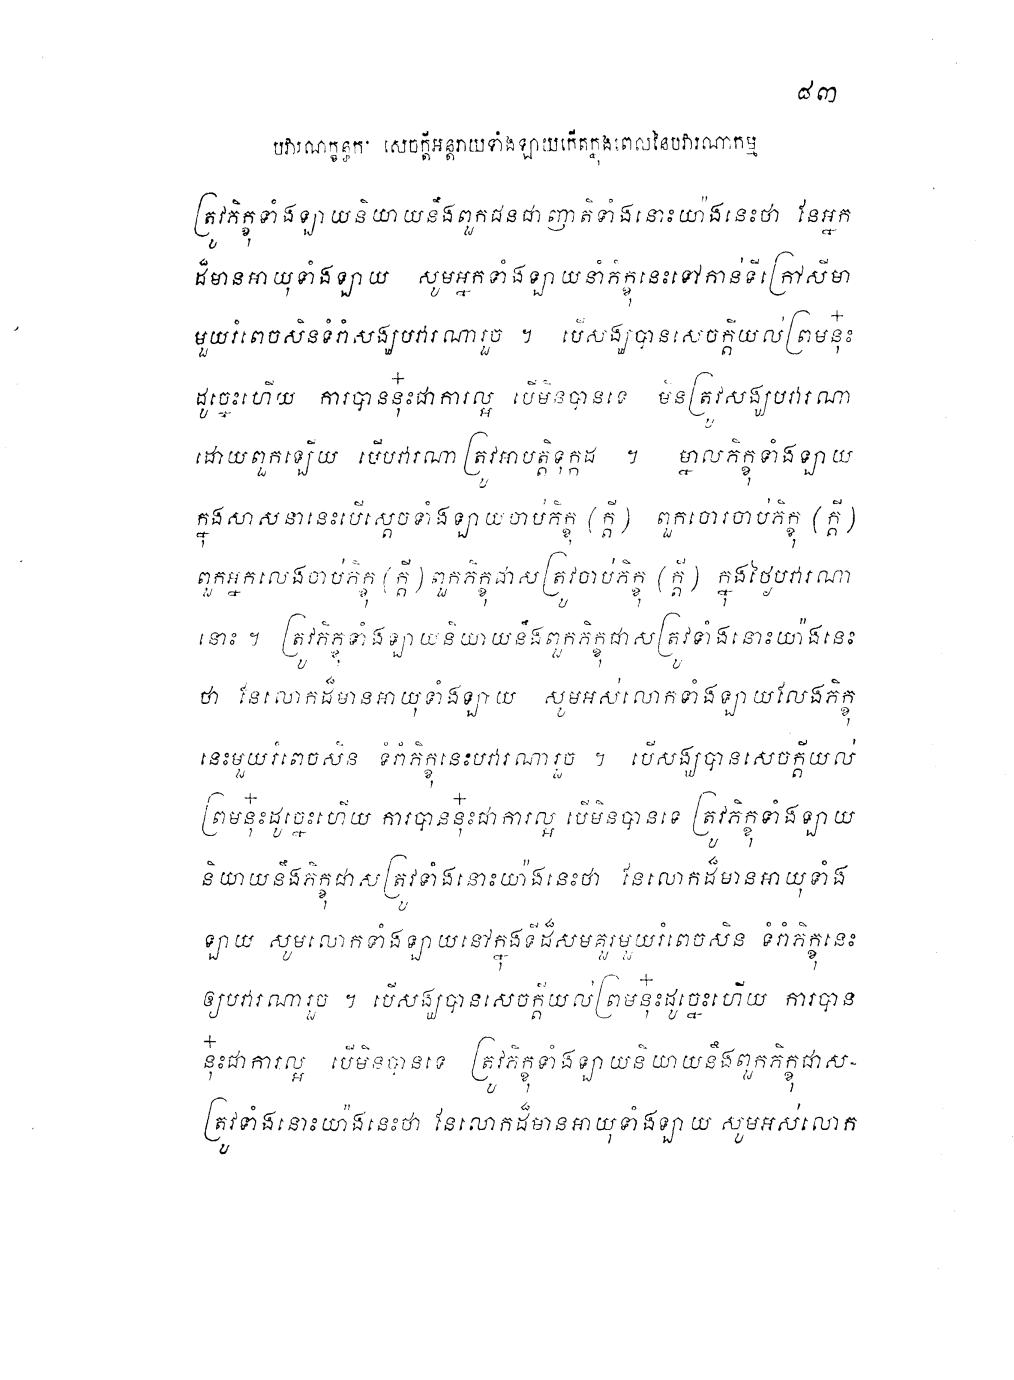 ៨៣
បវារណក្ខន្ធកៈ សេចក្តីអន្តរាយទាំងឡាយកើតក្នុងពេលនៃបវារណាកម្ម
ត្រូវភិក្ខុទាំងឡាយនិយាយនឹងពួកជនជាញាតិទាំងនោះយ៉ាងនេះថា នែអ្នក
ដ៏មានអាយុទាំងឡាយ សូមអ្នកទាំងឡាយនាំភិក្ខុនេះទៅកាន់ទីក្រៅសីមា
មួយរំពេចសិនទំរាំសង្ឃបវារណារួច ។ បើសង្ឃបានសេចក្តីយល់ព្រមនុ៎ះ
ដូច្នេះហើយ ការបាននុ៎ះជាការល្អ បើមិនបានទេ មិនត្រូវសង្ឃបវារណា
ដោយពួកឡើយ បើបវារណាត្រូវអាបត្តិទុក្កដ ។ ម្នាលភិក្ខុទាំងឡាយ
ក្នុងសាសនានេះបើស្តេចទាំងឡាយចាប់ភិក្ខុ (ក្តី) ពួកចោរចាប់ភិក្ខុ (ក្តី)
ពួកអ្នកលេងចាប់ភិក្ខុ (ក្តី) ពួកភិក្ខុជាសត្រូវចាប់ភិក្ខុ (ក្តី) ក្នុងថ្ងៃបវារណា
នោះ ។ ត្រូវភិក្ខុទាំងឡាយនិយាយនឹងពួកភិក្ខុជាសត្រូវទាំងនោះយ៉ាងនេះ
ថា នែលោកដ៏មានអាយុទាំងឡាយ សូមអស់លោកទាំងឡាយលែងភិក្ខុ
នេះមួយរំពេចសិន ទំរាំភិក្ខុនេះបវារណារួច ។ បើសង្ឃបានសេចក្តីយល់
ព្រមនុ៎ះដូច្នេះហើយ ការបាននុ៎ះជាការល្អ បើមិនបានទេ ត្រូវភិក្ខុទាំងឡាយ
និយាយនឹងភិក្ខុជាសត្រូវទាំងនោះយ៉ាងនេះថា នែលោកដ៏មានអាយុទាំង
ឡាយ សូមលោកទាំងឡាយនៅក្នុងទីដ៏សមគួរមួយរំពេចសិន ទំរាំភិក្ខុនេះ
ឲ្យបវារណារួច ។ បើសង្ឃបានសេចក្តីយល់ព្រមនុ៎ះដូច្នេះហើយ ការបាន
នុ៎ះជាការល្អ បើមិនបានទេ ត្រូវភិក្ខុទាំងឡាយនិយាយនឹងពួកភិក្ខុជាស-
ត្រូវទាំងនោះយ៉ាងនេះថា នែលោកដ៏មានអាយុទាំងឡាយ សូមអស់លោក